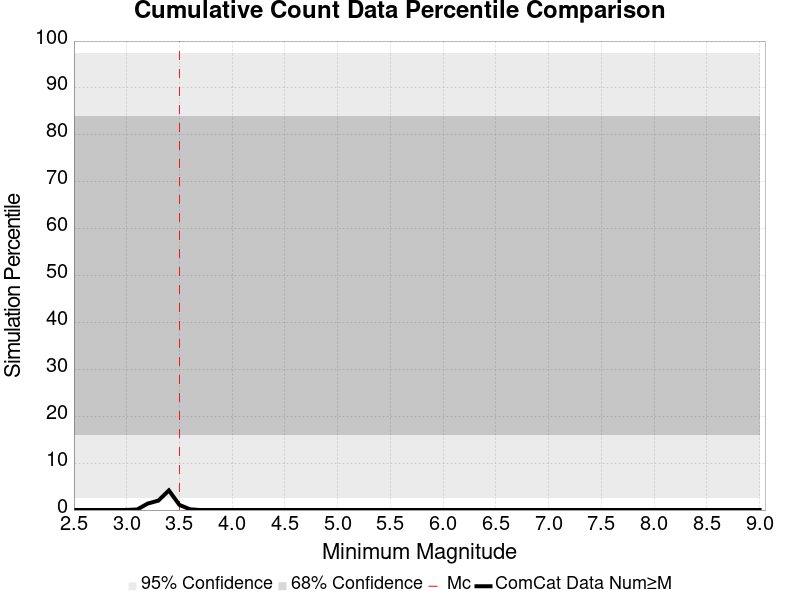 Cumulative Count Data Percentile Comparison
100
90
80
70
60
50
40
30
20
10
0
Simulation Percentile
2.5 3.0 3.5 4.0 4.5 5.0 5.5 6.0 6.5 7.0 7.5 8.0 8.5 9.0
Minimum Magnitude
95% Confidence 68% Confidence Mc ComCat Data Num≥M